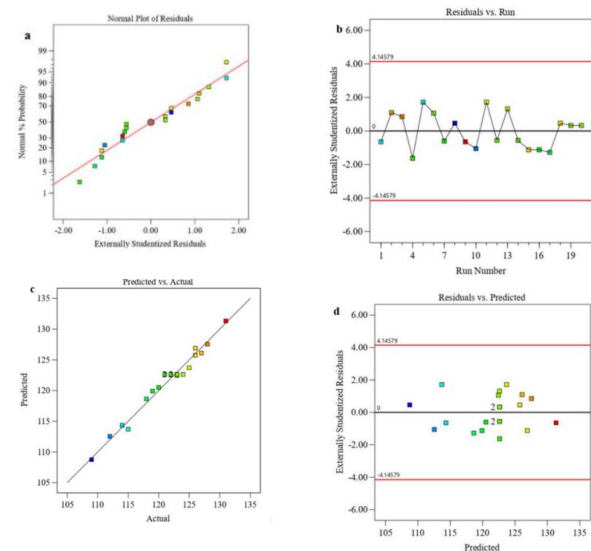 Normal Plot of Residuals
a
Normal % Probability
99
95
90
80
70
50
30
20
10
5
1
-2.00 -1.00 0.00 1.00 2.00
Externally Studentized Residuals
Residuals vs. Run
b
Externally Studentized Residuals
6.00
4.14579
4.00
2.00
0
0.00
-2.00
-4.00
-4.14579
-6.00
1 4 7 10 13 16 19
Run Number
Predicted vs. Actual
c
Predicted
135
130
125
120
115
110
105
105 110 115 120 125 130 135
Actual
Residuals vs. Predicted
d
Externally Studentized Residuals
6.00
4.14579
4.00
2.00
0
0.00
2
2
-2.00
-4.00
-4.14579
-6.00
105 110 115 120 125 130 135
Predicted